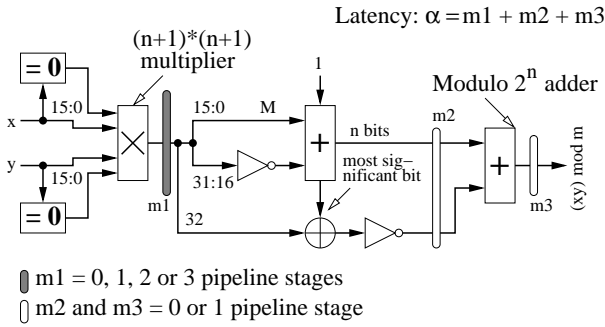 Latency: α = m1 + m2 + m3
(n+1)*(n+1)
multiplier
= 0
1
Modulo 2^n adder
15:0
15:0
M
m2
x
+
n bits
+
(xy) mod m
y
most sig−
nificant bit
31:16
15:0
m1
m3
= 0
32
m1 = 0, 1, 2 or 3 pipeline stages
m2 and m3 = 0 or 1 pipeline stage